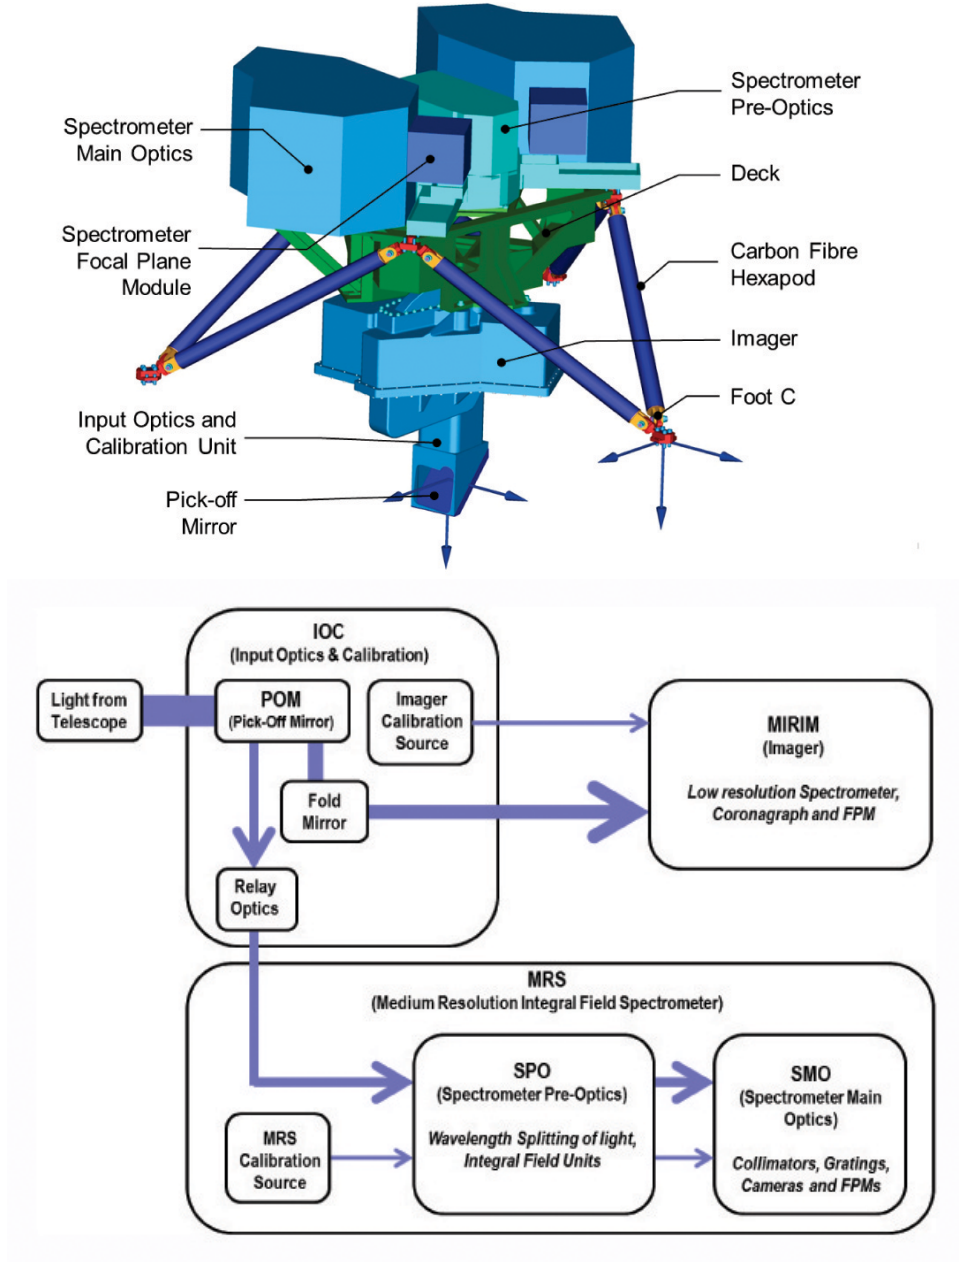 Spectrometer
Main Optics
Spectrometer
Focal Plane
Module
Input Optics and
Calibration Unit
Pick-off
Mirror
Spectrometer
Pre-Optics
Deck
Carbon Fibre
Hexapod
Imager
Foot C
IOC
(Input Optics & Calibration)
Light from
Telescope
POM
(Pick-Off Mirror)
Imager
Calibration
Source
Fold
Mirror
Relay
Optics
MIRIM
(Imager)
Low resolution Spectrometer,
Coronagraph and FPM
MRS
(Medium Resolution Integral Field Spectrometer)
SPO
(Spectrometer Pre-Optics)
Wavelength Splitting of light,
Integral Field Units
MRS
Calibration
Source
SMO
(Spectrometer Main
Optics)
Collimators, Gratings,
Cameras and FPMs